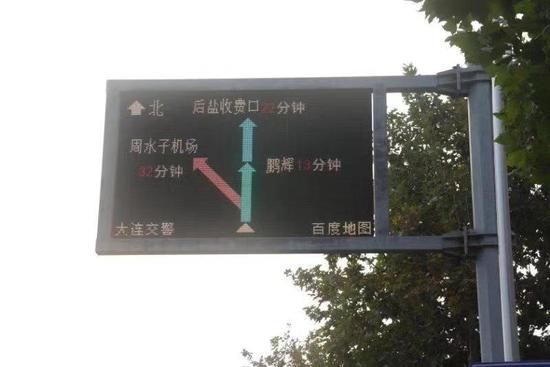 北
后盐收费口22分钟
周水子机场
32分钟
鹏辉13分钟
大连交警
百度地图